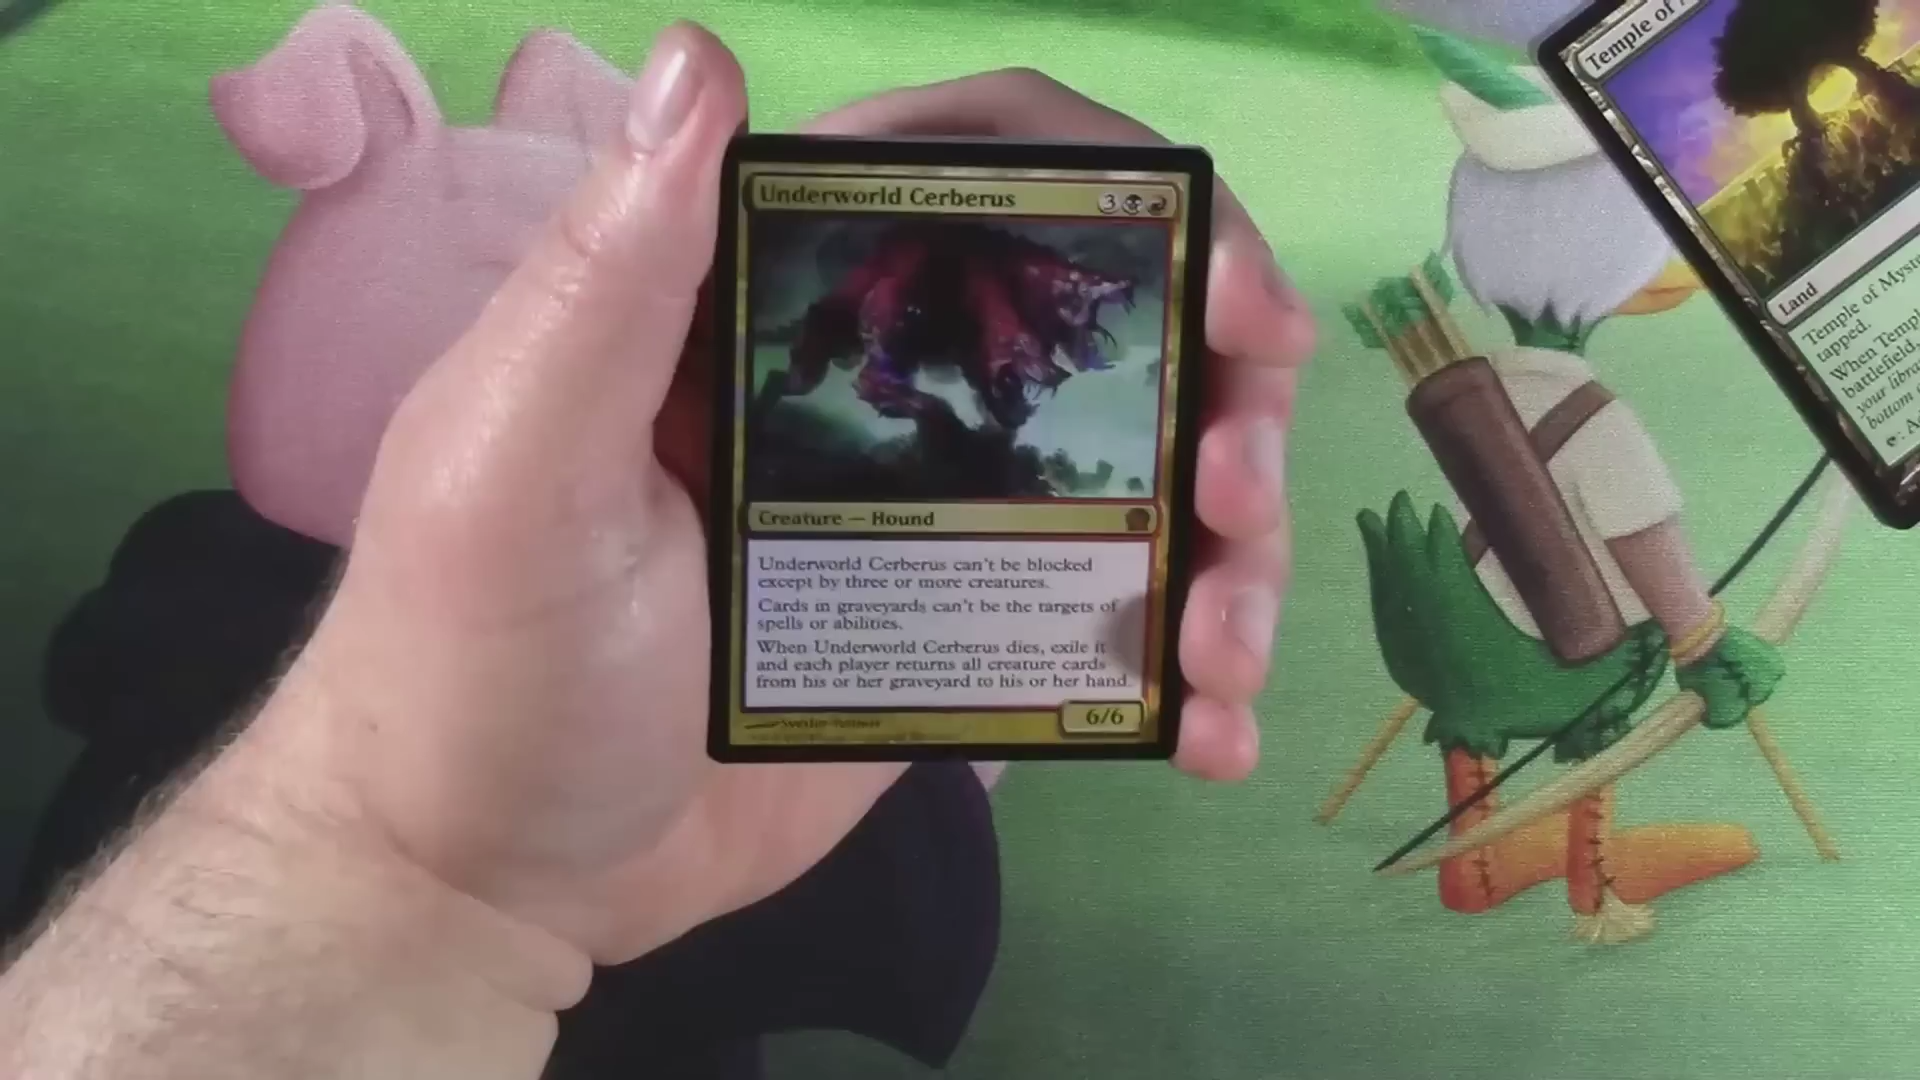 Underworld Cerberus 3
Creature — Hound
Underworld Cerberus can't be blocked
except by three or more creatures.
Cards in graveyards can't be the targets of
spells or abilities.
When Underworld Cerberus dies, exile it
and each player returns all creature cards
from his or her graveyard to his or her hand.
6/6
Temple of
Land
Temple of
tapped.
When
battlefield,
your
bottom